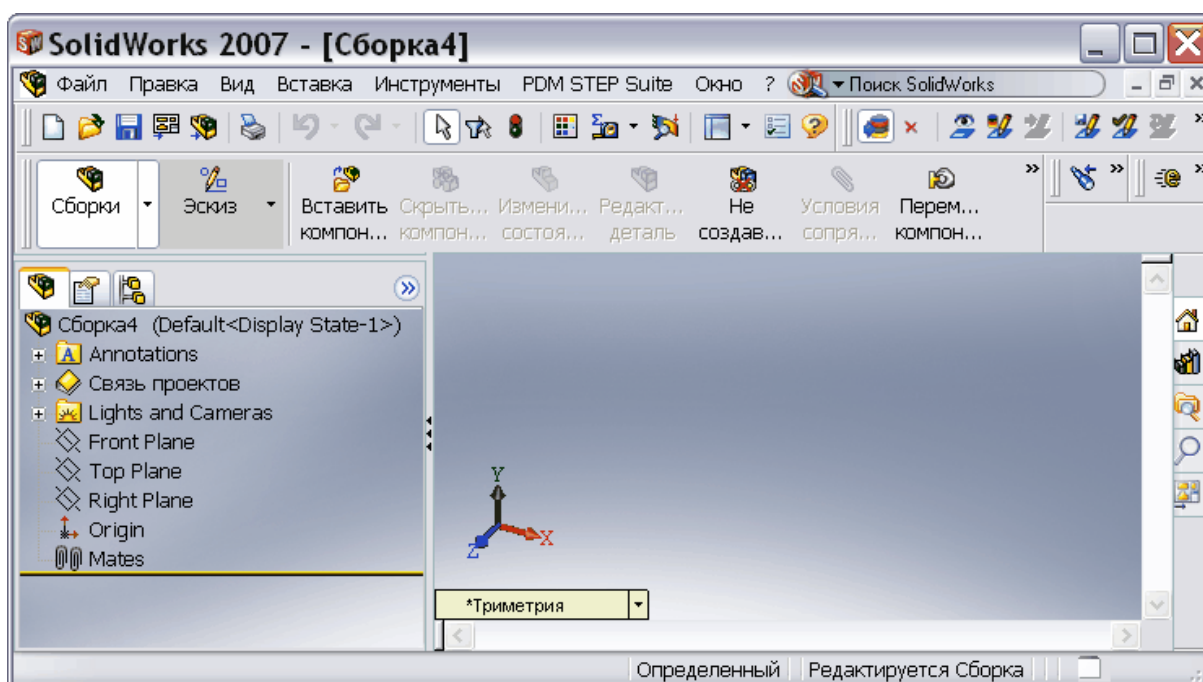 SolidWorks 2007 - [Сборка4]
Файл Правка Вид Вставка Инструменты PDM STEP Suite Окно ? Поиск SolidWorks
Сборки Эскиз Вставить компон... Скрыть... компон... Измени... состоя... Редакт... деталь Не создав... Условия сопря... Перем... компон...
Сборка4 (Default<Display State-1>)
Annotations
Связь проектов
Lights and Cameras
Front Plane
Top Plane
Right Plane
Origin
Mates
Y
X
Z
*Триметрия
Определенный Редактируется Сборка